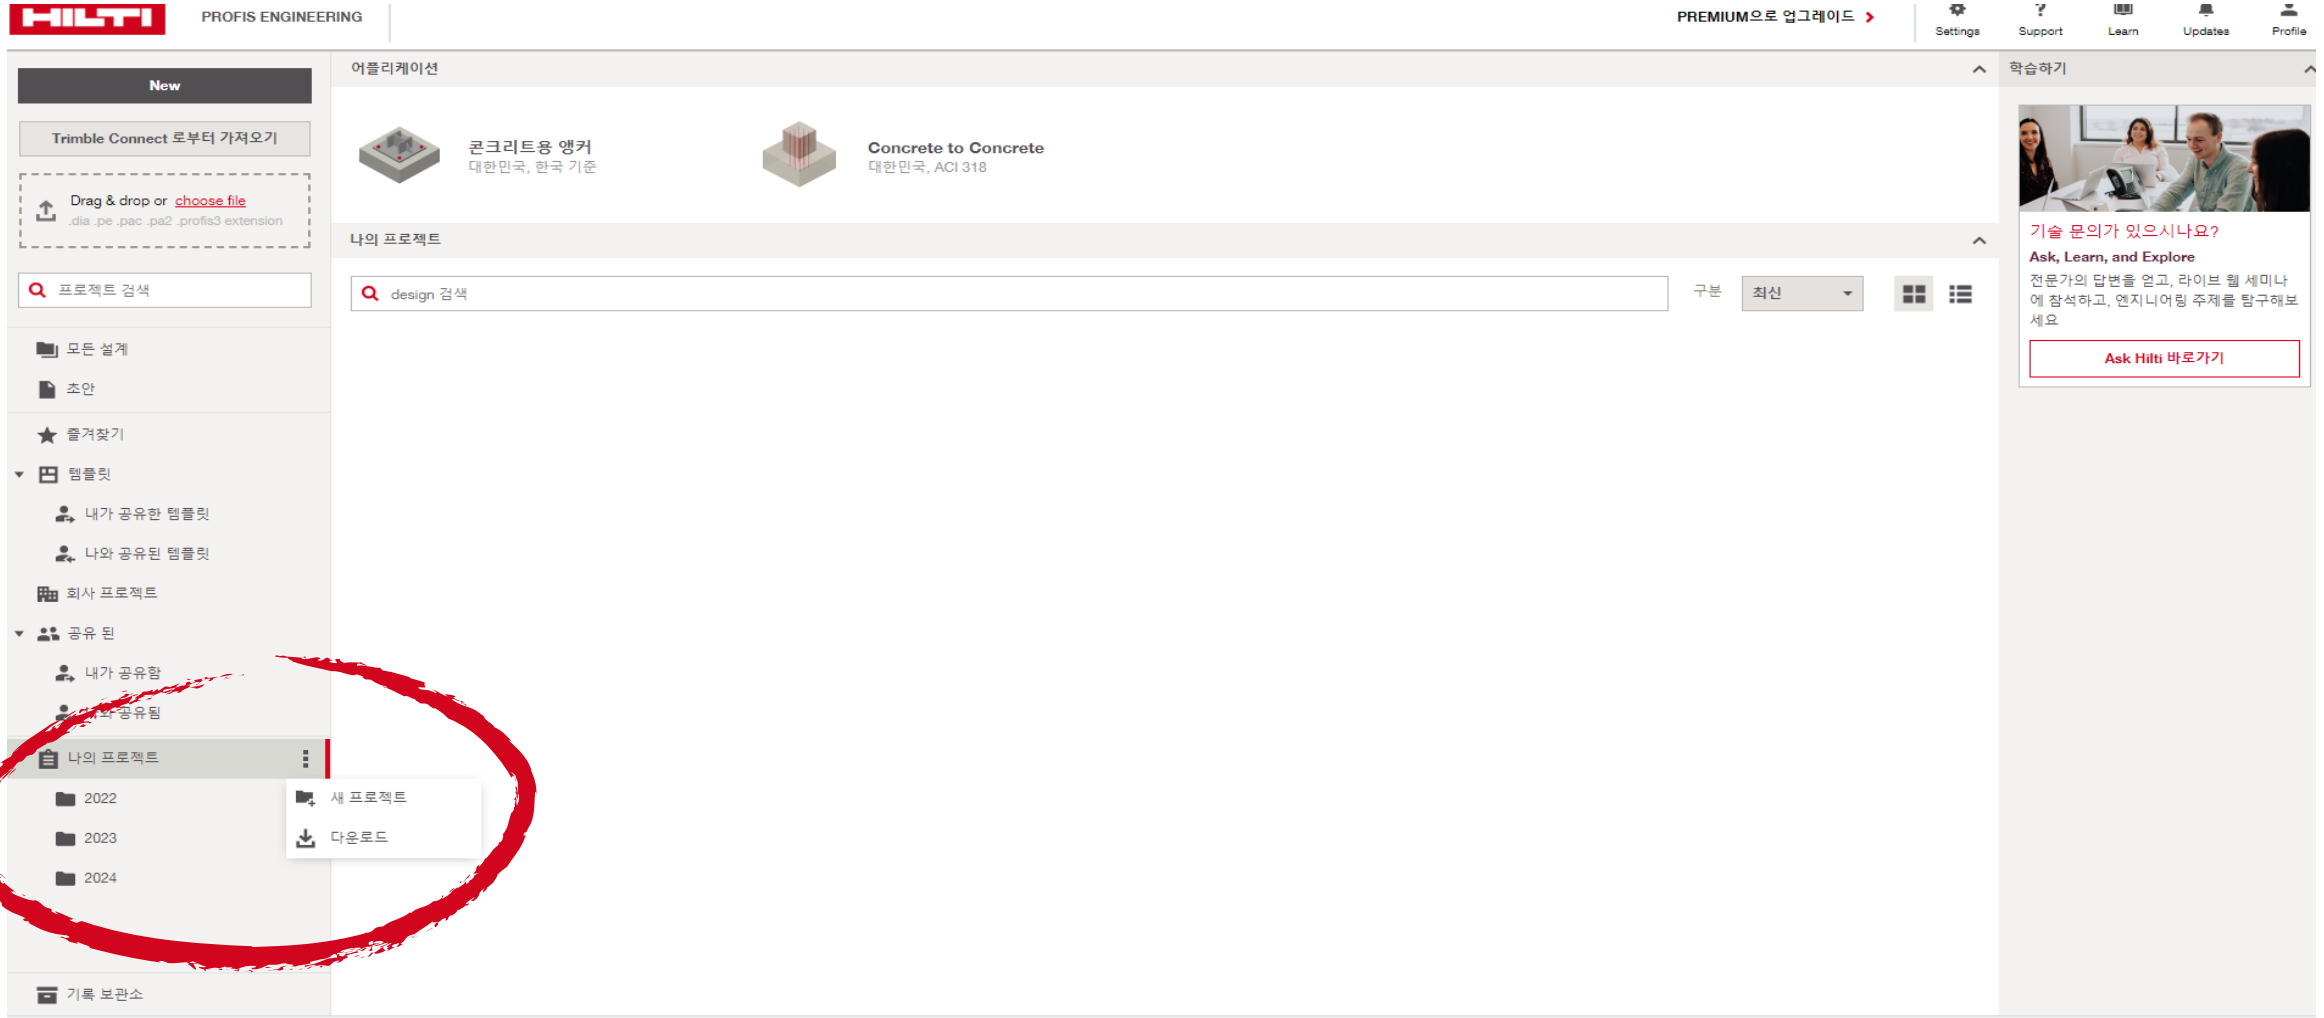 HILTI
PROFIS ENGINEERING
PREMIUM으로 업그레이드
Settings
Support
Learn
Updates
Profile
New
Trimble Connect 로부터 가져오기
Drag & drop or choose file
.dia .pe .pac .pa2 .profis3 extension
프로젝트 검색
모든 설계
초안
즐겨찾기
템플릿
내가 공유한 템플릿
나와 공유된 템플릿
회사 프로젝트
공유 된
내가 공유함
공유됨
나의 프로젝트
2022
2023
2024
새 프로젝트
다운로드
기록 보관소
어플리케이션
콘크리트용 앵커
대한민국, 한국 기준
Concrete to Concrete
대한민국, ACI 318
나의 프로젝트
design 검색
구분
최신
학습하기
기술 문의가 있으시나요?
Ask, Learn, and Explore
전문가의 답변을 얻고, 라이브 웹 세미나
에 참석하고, 엔지니어링 주제를 탐구해보
세요
Ask Hilti 바로가기